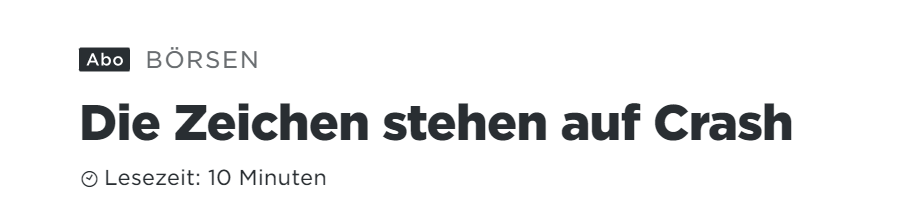 Abo BÖRSEN
Die Zeichen stehen auf Crash
Lesezeit: 10 Minuten